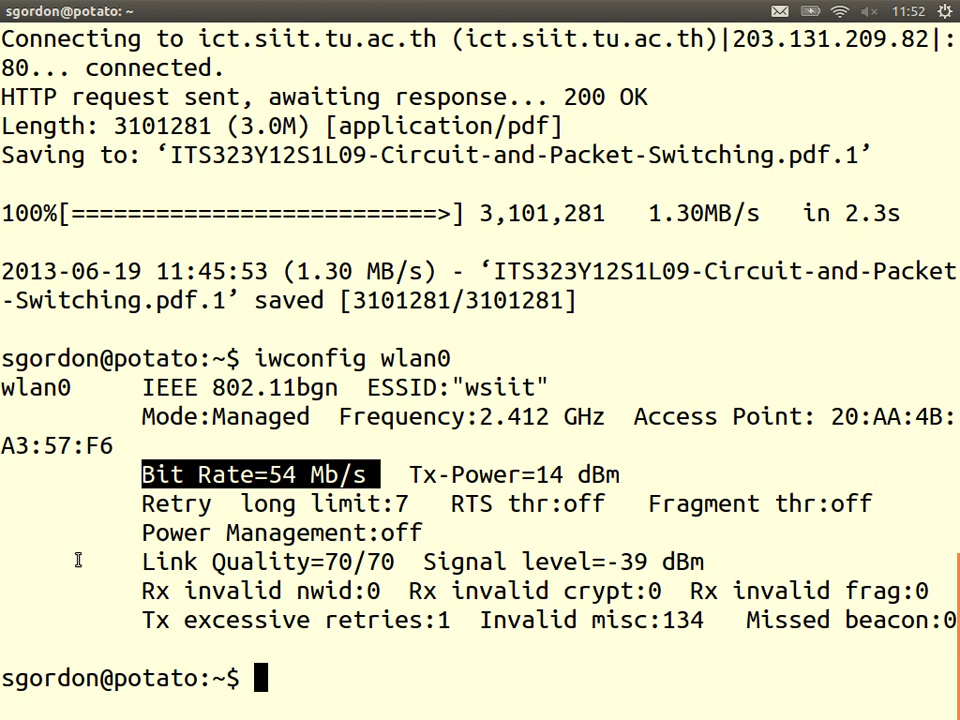 sgordon@potato: ~ 11:52
Connecting to ict.siit.tu.ac.th (ict.siit.tu.ac.th)|203.131.209.82|:
80... connected.
HTTP request sent, awaiting response... 200 OK
Length: 3101281 (3.0M) [application/pdf]
Saving to: ‘ITS323Y12S1L09-Circuit-and-Packet-Switching.pdf.1’
100%[==========================>] 3,101,281   1.30MB/s   in 2.3s
2013-06-19 11:45:53 (1.30 MB/s) - ‘ITS323Y12S1L09-Circuit-and-Packet
-Switching.pdf.1’ saved [3101281/3101281]
sgordon@potato:~$ iwconfig wlan0
wlan0     IEEE 802.11bgn  ESSID:"wsiit"
Mode:Managed  Frequency:2.412 GHz  Access Point: 20:AA:4B:
A3:57:F6
Bit Rate=54 Mb/s   Tx-Power=14 dBm
Retry  long limit:7   RTS thr:off   Fragment thr:off
Power Management:off
Link Quality=70/70  Signal level=-39 dBm
Rx invalid nwid:0  Rx invalid crypt:0  Rx invalid frag:0
Tx excessive retries:1  Invalid misc:134   Missed beacon:0
sgordon@potato:~$